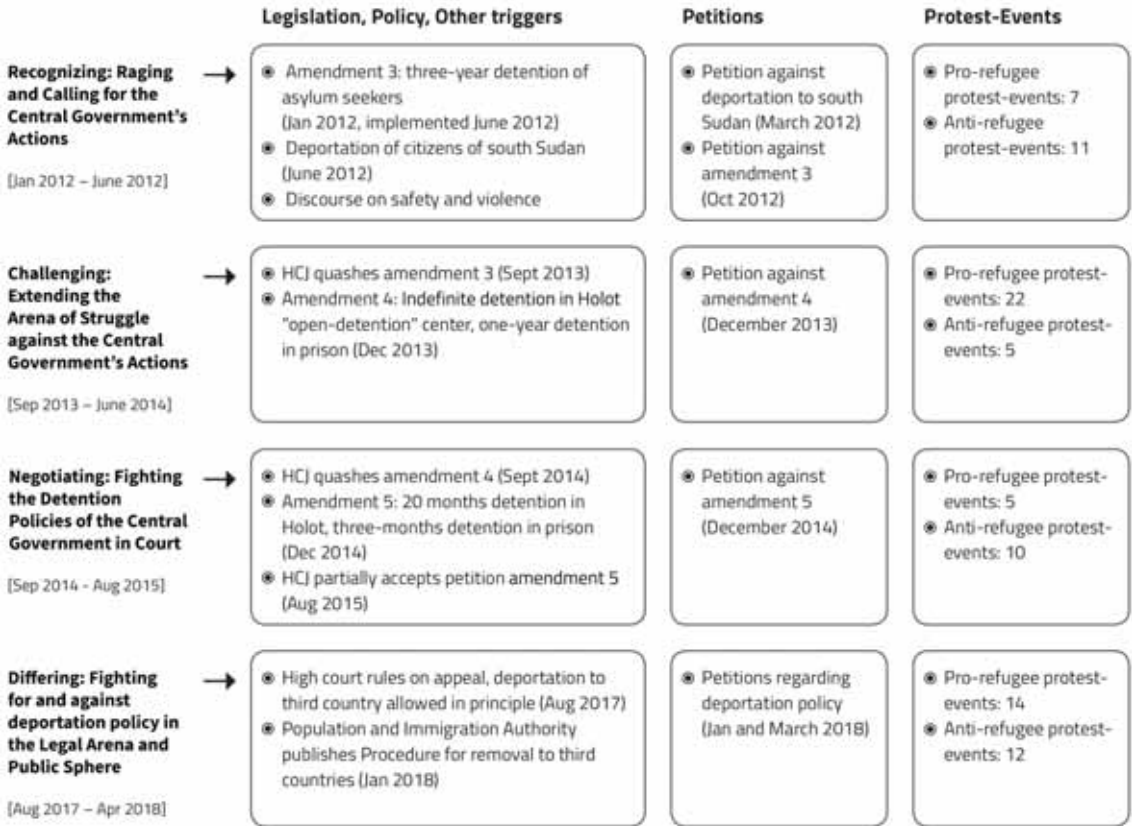 Legislation, Policy, Other triggers
Petitions
Protest-Events
Recognizing: Raging
and Calling for the
Central Government's
Actions
[Jan 2012 – June 2012]
Amendment 3: three-year detention of
asylum seekers
(Jan 2012, implemented June 2012)
Deportation of citizens of south Sudan
(June 2012)
Discourse on safety and violence
Petition against
deportation to south
Sudan (March 2012)
Petition against
amendment 3
(Oct 2012)
Pro-refugee
protest-events: 7
Anti-refugee
protest-events: 11
Challenging:
Extending the
Arena of Struggle
against the Central
Government's Actions
[Sep 2013 – June 2014]
HCJ quashes amendment 3 (Sept 2013)
Amendment 4: Indefinite detention in Holot
"open-detention" center, one-year detention
in prison (Dec 2013)
Petition against
amendment 4
(December 2013)
Pro-refugee protest-
events: 22
Anti-refugee protest-
events: 5
Negotiating: Fighting
the Detention
Policies of the Central
Government in Court
[Sep 2014 - Aug 2015]
HCJ quashes amendment 4 (Sept 2014)
Amendment 5: 20 months detention in
Holot, three-months detention in prison
(Dec 2014)
HCJ partially accepts petition amendment 5
(Aug 2015)
Petition against
amendment 5
(December 2014)
Pro-refugee protest-
events: 5
Anti-refugee protest-
events: 10
Differing: Fighting
for and against
deportation policy in
the Legal Arena and
Public Sphere
[Aug 2017 – Apr 2018]
High court rules on appeal, deportation to
third country allowed in principle (Aug 2017)
Population and Immigration Authority
publishes Procedure for removal to third
countries (Jan 2018)
Petitions regarding
deportation policy
(Jan and March 2018)
Pro-refugee protest-
events: 14
Anti-refugee protest-
events: 12